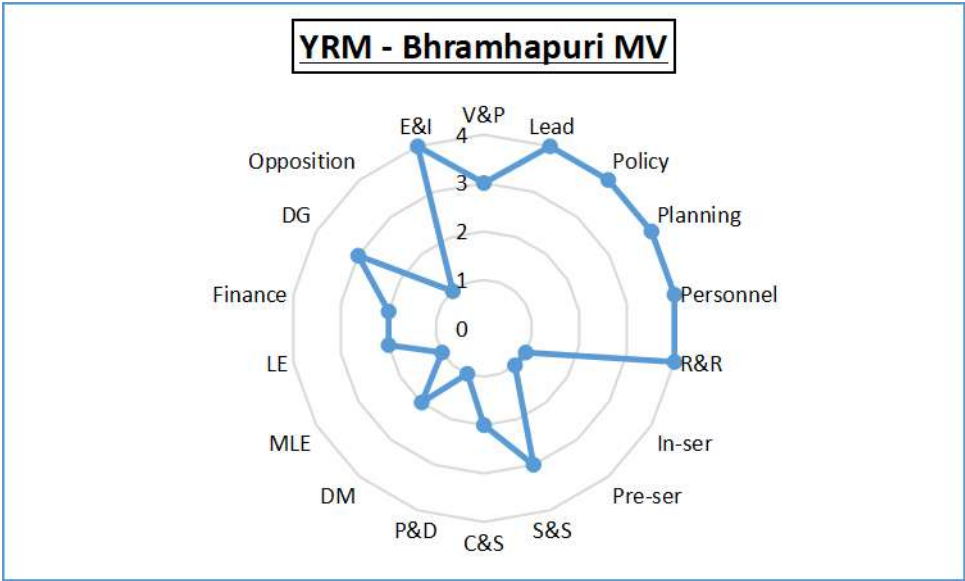 YRM - Bhramhapuri MV
V&P
Lead
Policy
Planning
Personnel
R&R
In-ser
Pre-ser
S&S
C&S
P&D
DM
MLE
LE
Finance
DG
Opposition
E&I
4
3
2
1
0